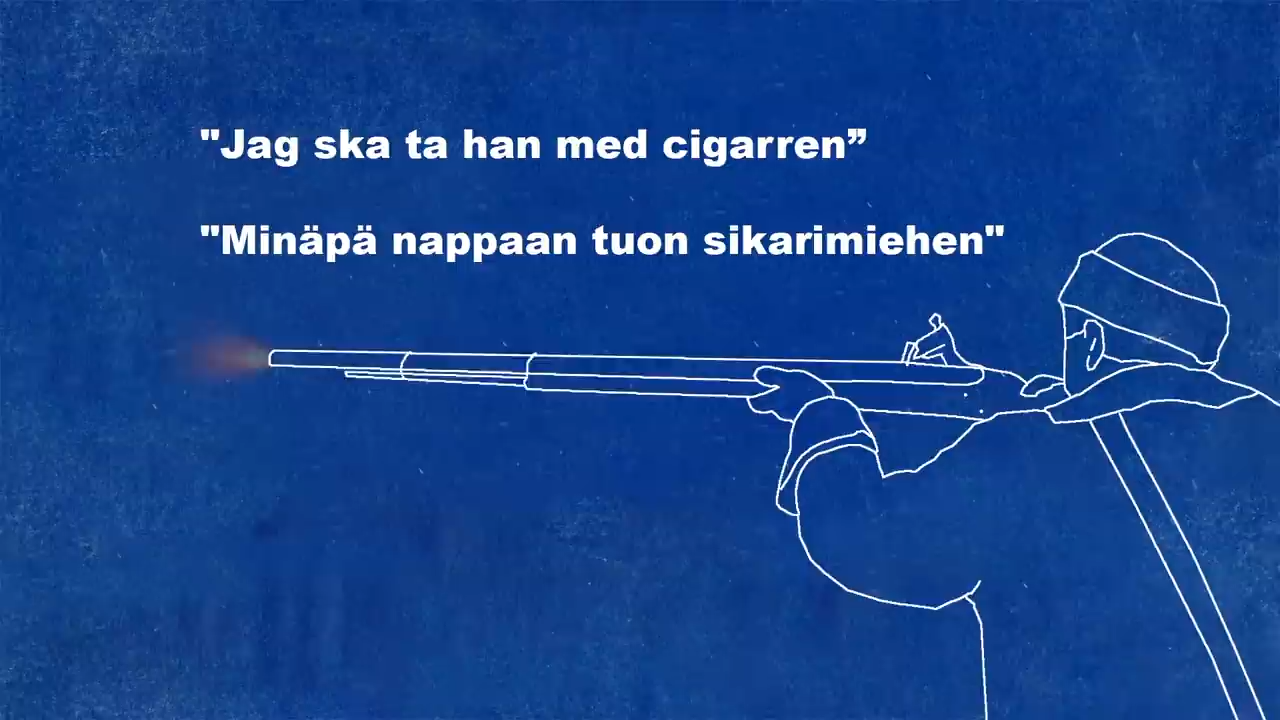 "Jag ska ta han med cigarren”
"Minäpä nappaan tuon sikarimiehen"